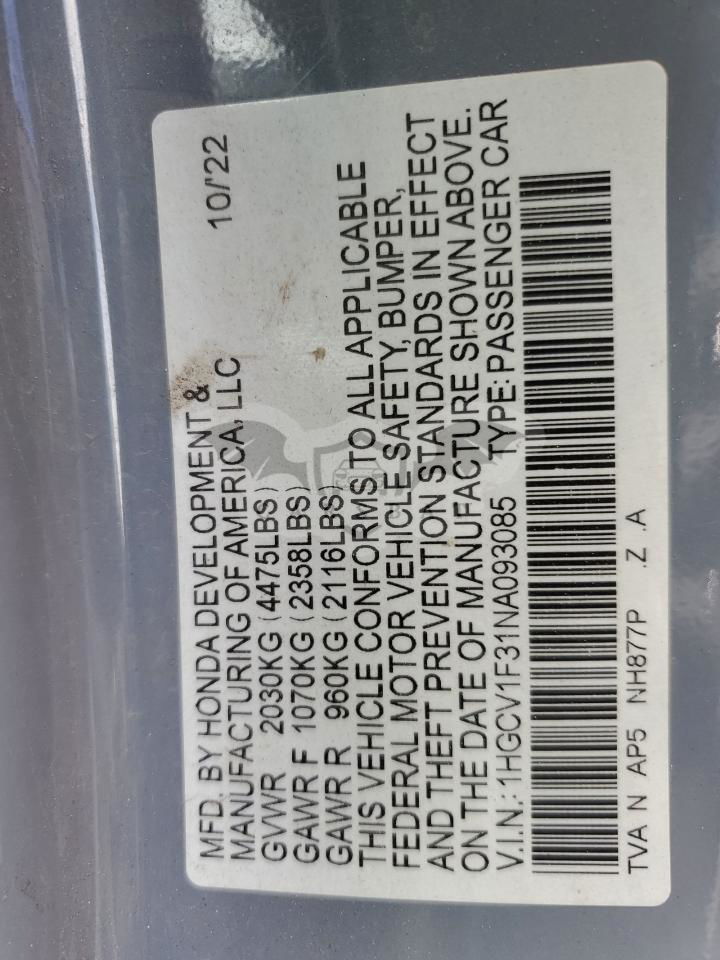 MFD. BY HONDA DEVELOPMENT &
MANUFACTURING OF AMERICA, LLC 10/'22
GVWR 2030KG (4475LBS)
GAWR F 1070KG (2358LBS)
GAWR R 960KG (2116LBS)
THIS VEHICLE CONFORMS TO ALL APPLICABLE
FEDERAL MOTOR VEHICLE SAFETY, BUMPER,
AND THEFT PREVENTION STANDARDS IN EFFECT
ON THE DATE OF MANUFACTURE SHOWN ABOVE.
V.I.N.: 1HGCV1F31NA093085 TYPE: PASSENGER CAR
TVA N AP5 NH877P .Z .A